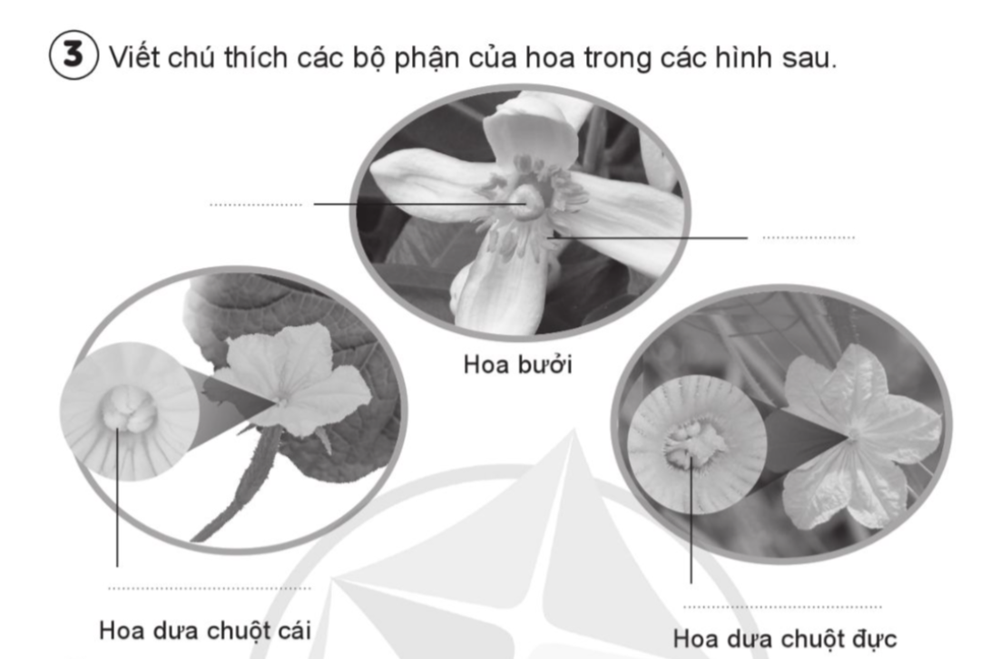 3 Viết chú thích các bộ phận của hoa trong các hình sau.
Hoa bưởi
Hoa dưa chuột cái
Hoa dưa chuột đực